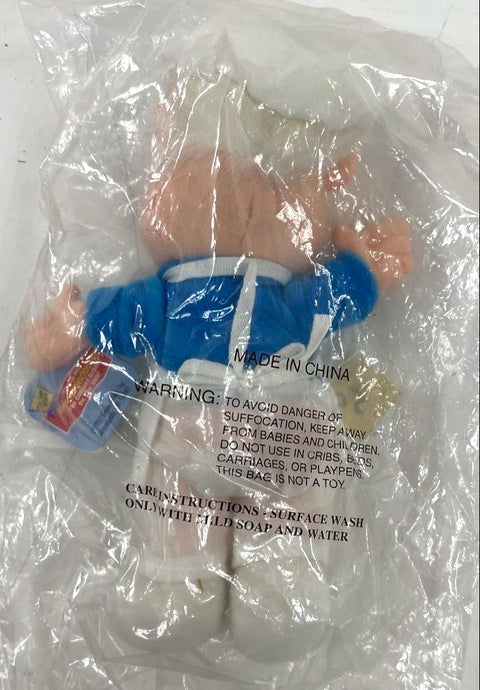 MADE IN CHINA
WARNING: TO AVOID DANGER OF
SUFFOCATION, KEEP AWAY
FROM BABIES AND CHILDREN.
DO NOT USE IN CRIBS, BEDS,
CARRIAGES, OR PLAYPENS.
THIS BAG IS NOT A TOY.
CARE INSTRUCTIONS - SURFACE WASH
ONLY WITH MILD SOAP AND WATER